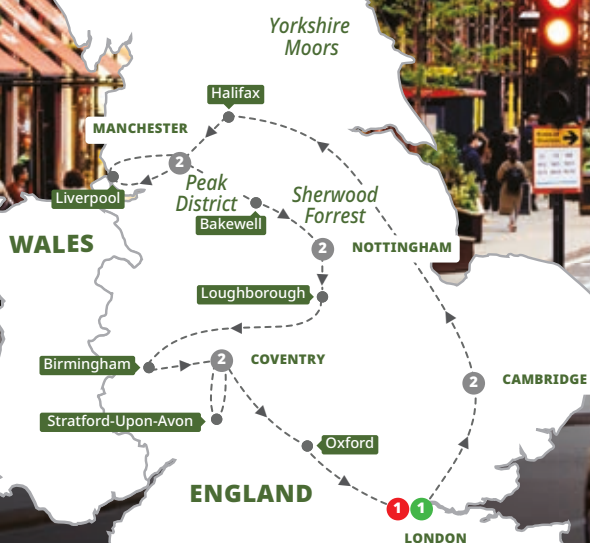 Yorkshire
Moors
Halifax
MANCHESTER
2
Liverpool
Peak
District
Sherwood
Forrest
Bakewell
WALES
2
NOTTINGHAM
Loughborough
Birmingham
2
COVENTRY
2
CAMBRIDGE
Stratford-Upon-Avon
Oxford
ENGLAND
1
1
LONDON